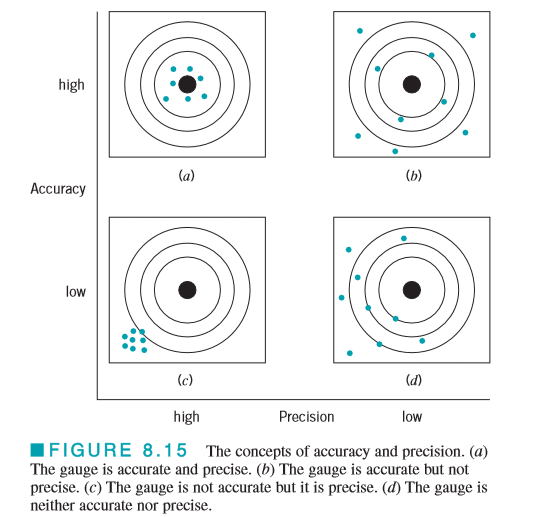 high
(a)
(b)
Accuracy
low
(c)
(d)
high
Precision
low
FIGURE 8.15 The concepts of accuracy and precision. (a)
The gauge is accurate and precise. (b) The gauge is accurate but not
precise. (c) The gauge is not accurate but it is precise. (d) The gauge is
neither accurate nor precise.